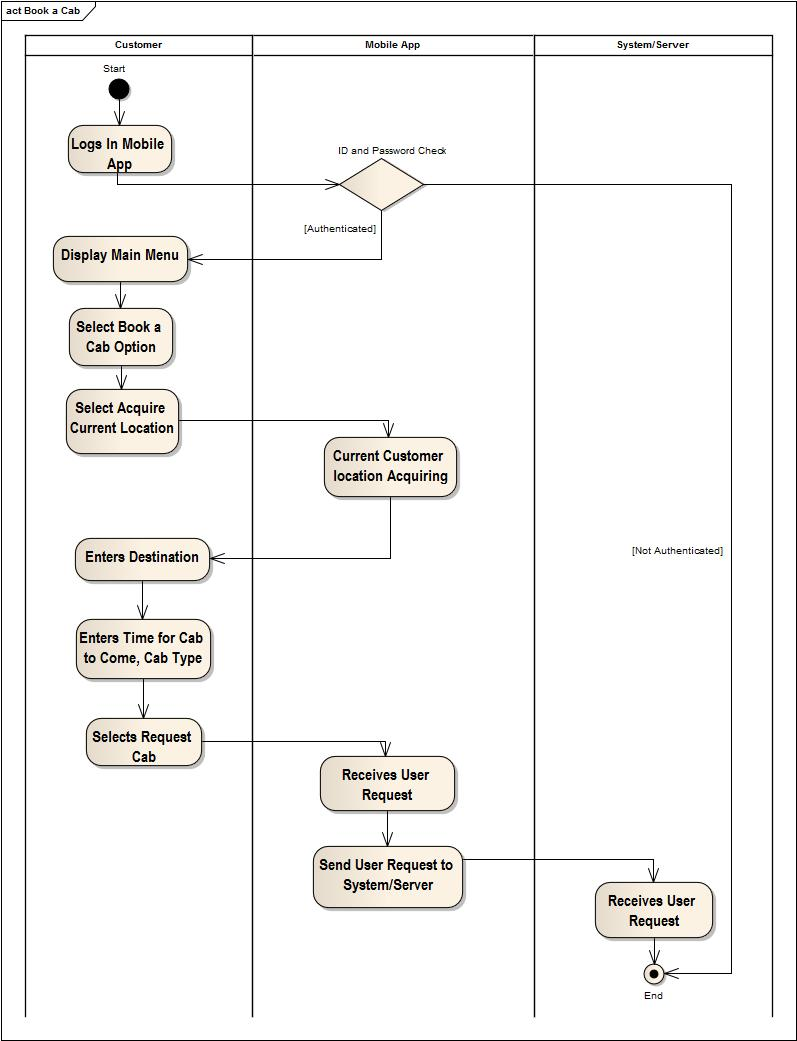 act Book a Cab
Customer
Mobile App
System/Server
Start
Logs In Mobile
App
ID and Password Check
[Authenticated]
Display Main Menu
Select Book a
Cab Option
Select Acquire
Current Location
Current Customer
location Acquiring
[Not Authenticated]
Enters Destination
Enters Time for Cab
to Come, Cab Type
Selects Request
Cab
Receives User
Request
Send User Request to
System/Server
Receives User
Request
End